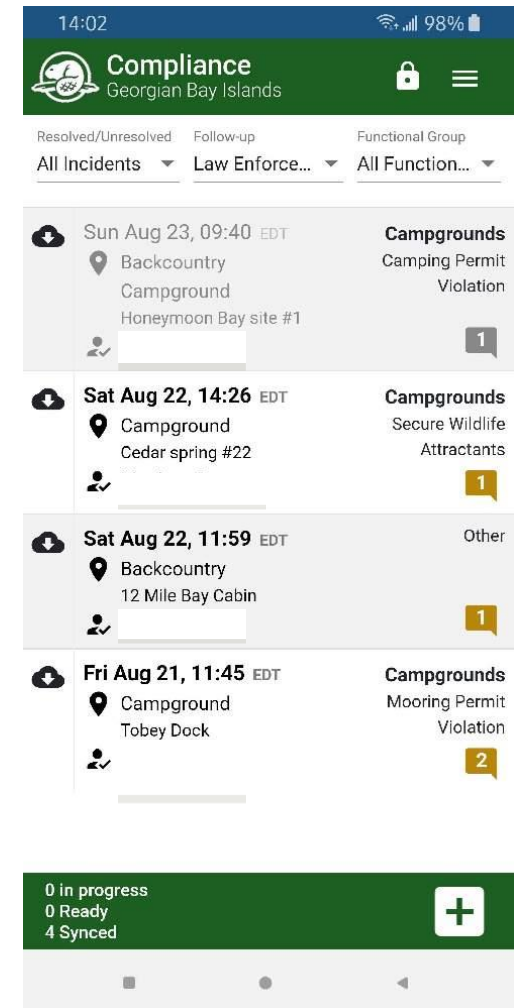 14:02 98%
Compliance
Georgian Bay Islands
Resolved/Unresolved Follow-up Functional Group
All Incidents Law Enforce... All Function...
Sun Aug 23, 09:40 EDT Campgrounds
Backcountry Camping Permit
Campground Violation
Honeymoon Bay site #1
1
Sat Aug 22, 14:26 EDT Campgrounds
Campground Secure Wildlife
Cedar spring #22 Attractants
1
Sat Aug 22, 11:59 EDT Other
Backcountry
12 Mile Bay Cabin
1
Fri Aug 21, 11:45 EDT Campgrounds
Campground Mooring Permit
Tobey Dock Violation
2
0 in progress
0 Ready
4 Synced